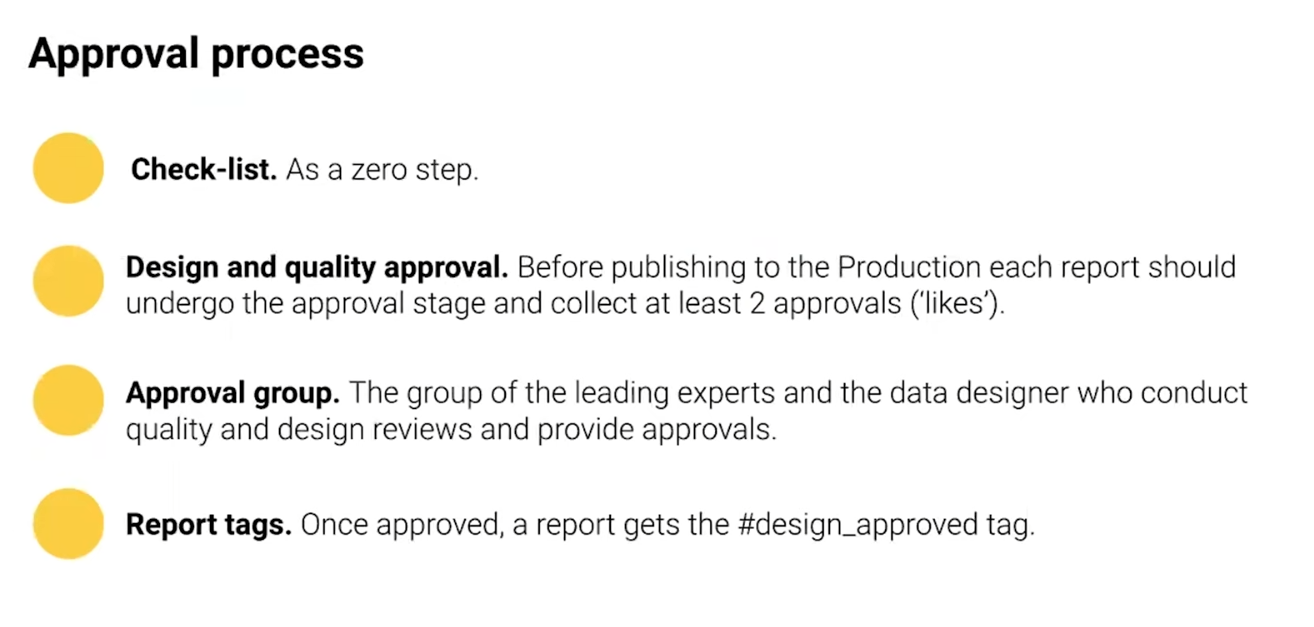 Approval process
Check-list. As a zero step.
Design and quality approval. Before publishing to the Production each report should
undergo the approval stage and collect at least 2 approvals (‘likes’).
Approval group. The group of the leading experts and the data designer who conduct
quality and design reviews and provide approvals.
Report tags. Once approved, a report gets the #design_approved tag.